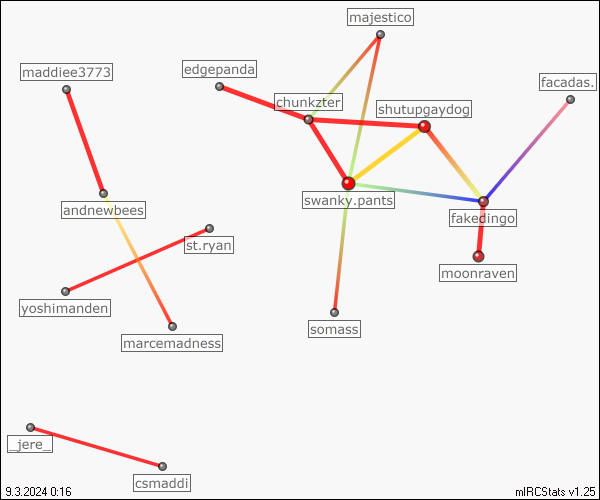 majestico
maddiee3773
edgepanda
facadas.
chunkzter
shutupgaydog
swanky.pants
andnewbees
fakedingo
st.ryan
moonraven
yoshimanden
somass
marcemadness
_jere_
csmaddi
9.3.2024 0:16
mIRCStats v1.25